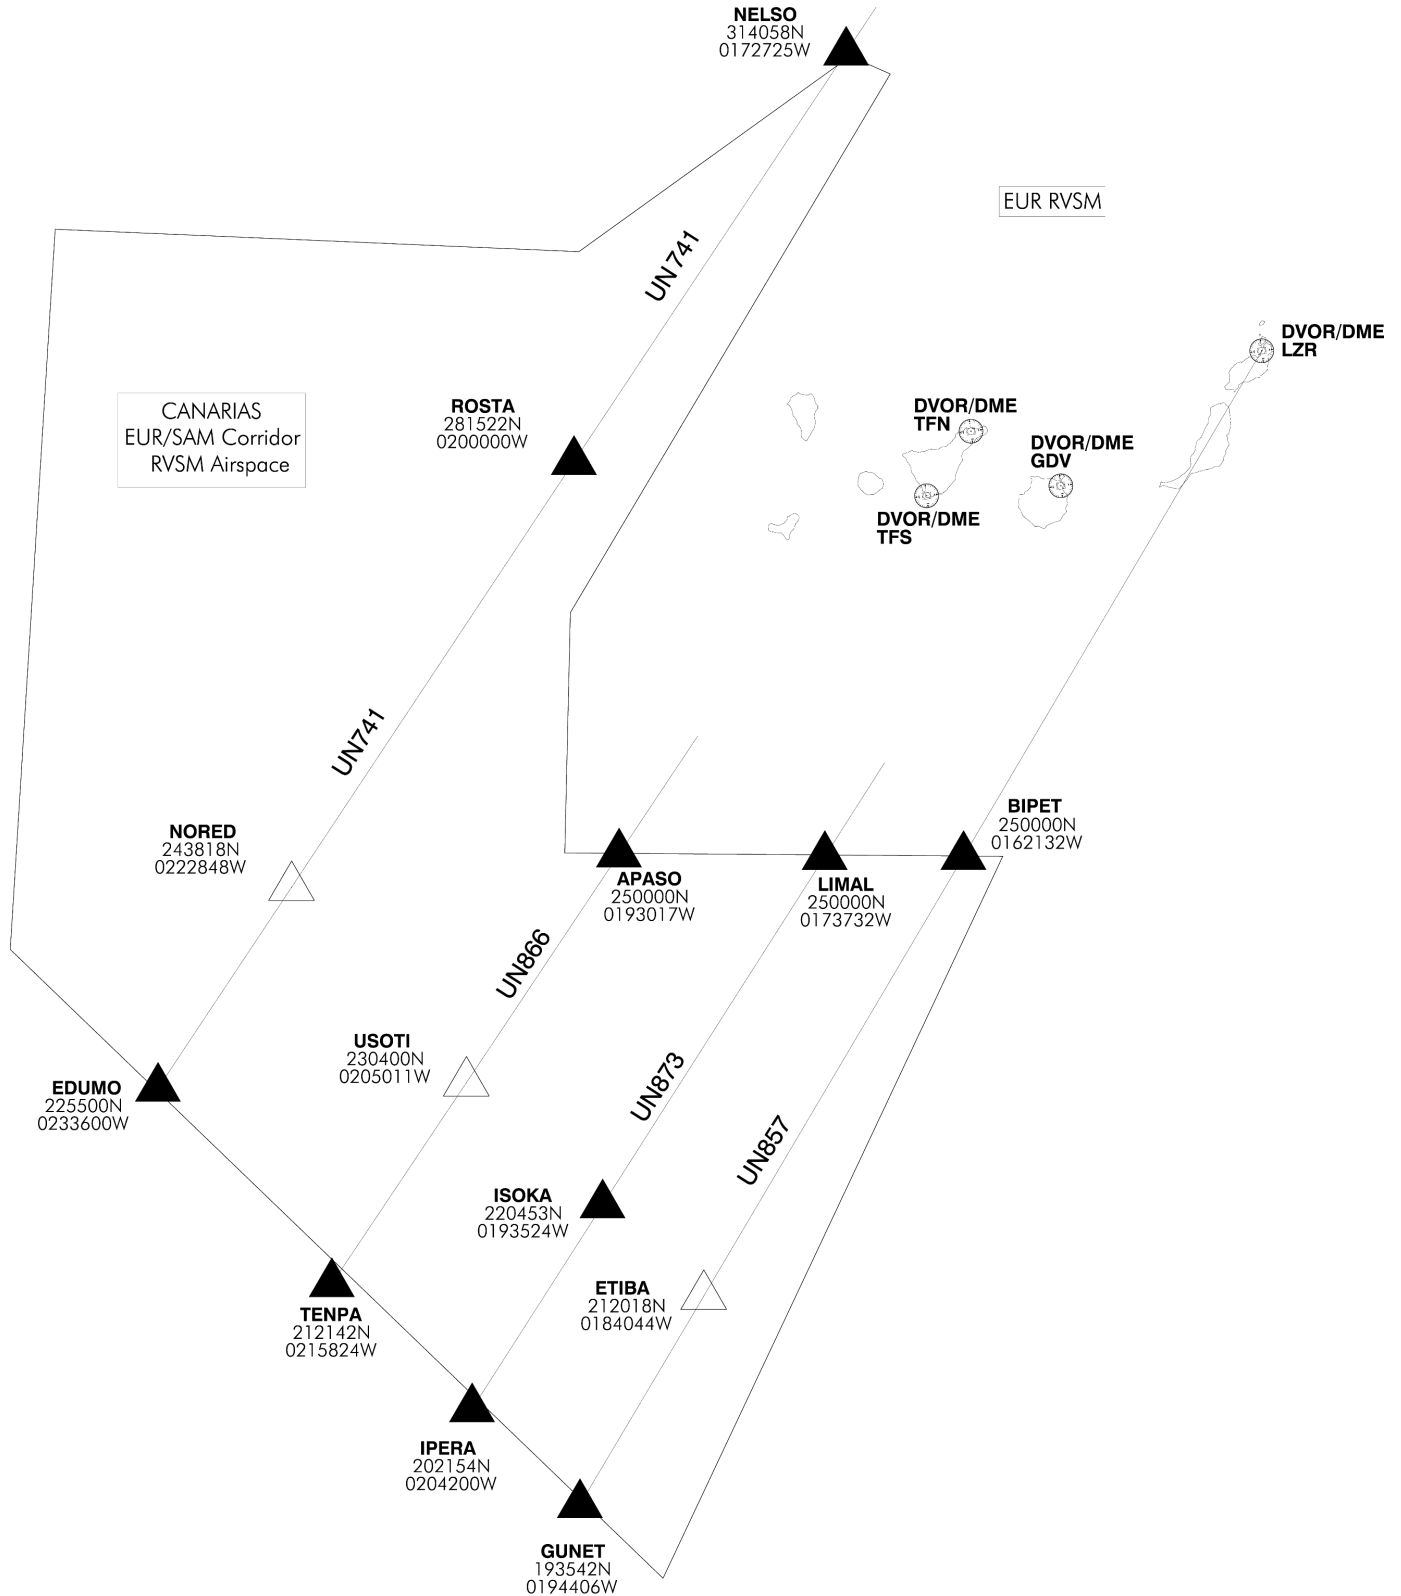 NELSO
314058N
0172725W
EUR RVSM
UN741
DVOR/DME
LZR
CANARIAS
EUR/SAM Corridor
RVSM Airspace
ROSTA
281522N
0200000W
DVOR/DME
TFN
DVOR/DME
GDV
DVOR/DME
TFS
UN741
NORED
243818N
0222848W
BIPET
250000N
0162132W
APASO
250000N
0193017W
LIMAL
250000N
0173732W
UN866
USOTI
230400N
0205011W
EDUMO
225500N
0233600W
UN873
UN857
ISOKA
220453N
0193524W
ETIBA
212018N
0184044W
TENPA
212142N
0215824W
IPERA
202154N
0204200W
GUNET
193542N
0194406W